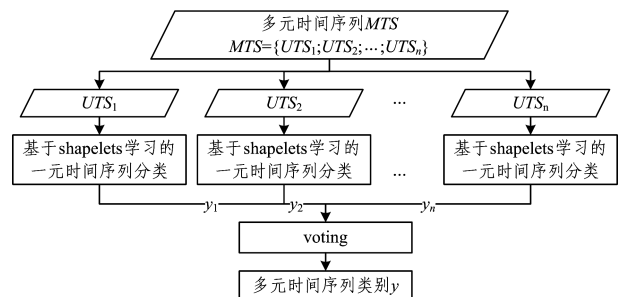 多元时间序列MTS
MTS={UTS1;UTS2;…;UTSn}
UTS1
UTS2
…
UTSn
基于shapelets学习的
一元时间序列分类
基于shapelets学习的
一元时间序列分类
…
基于shapelets学习的
一元时间序列分类
y1
y2
yn
voting
多元时间序列类别y